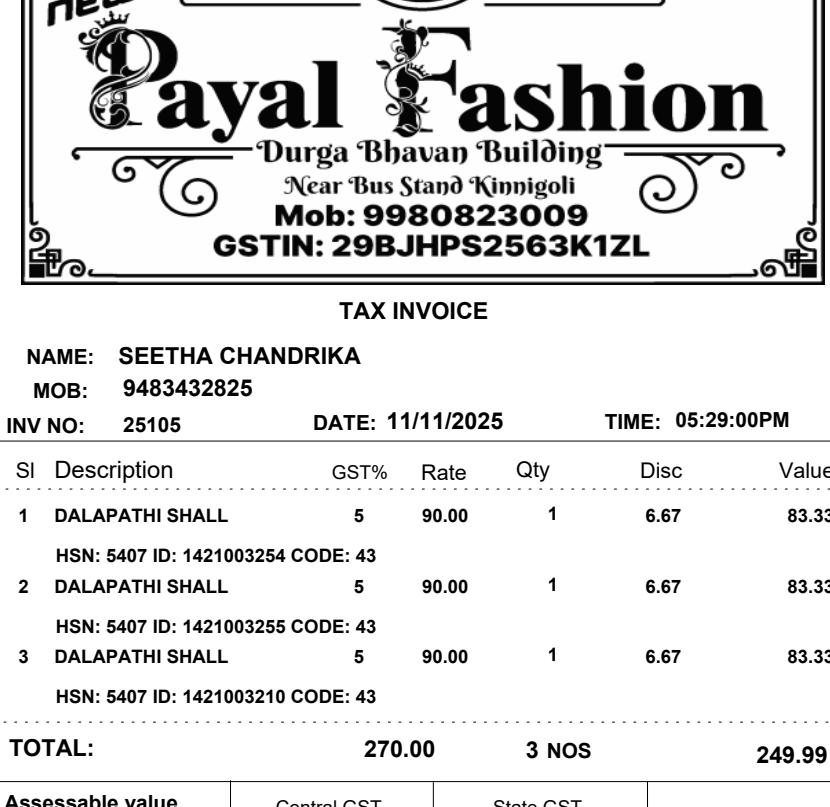 new
Payal Fashion
Durga Bhavan Building
Near Bus Stand Kinnigoli
Mob: 9980823009
GSTIN: 29BJHPS2563K1ZL
TAX INVOICE
NAME: SEETHA CHANDRIKA
MOB: 9483432825
INV NO: 25105 DATE: 11/11/2025 TIME: 05:29:00PM
Sl Description GST% Rate Qty Disc Value
1 DALAPATHI SHALL 5 90.00 1 6.67 83.33
HSN: 5407 ID: 1421003254 CODE: 43
2 DALAPATHI SHALL 5 90.00 1 6.67 83.33
HSN: 5407 ID: 1421003255 CODE: 43
3 DALAPATHI SHALL 5 90.00 1 6.67 83.33
HSN: 5407 ID: 1421003210 CODE: 43
TOTAL: 270.00 3 NOS 249.99
Assessable value Central GST State GST